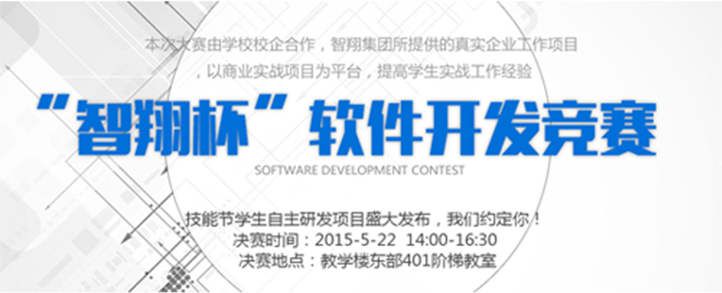 本次大赛由学校校企合作，智翔集团所提供的真实企业工作项目
，以商业实战项目为平台，提高学生实战工作经验
“智翔杯”软件开发竞赛
SOFTWARE DEVELOPMENT CONTEST
技能节学生自主研发项目盛大发布，我们约定你！
决赛时间：2015-5-22 14:00-16:30
决赛地点：教学楼东部401阶梯教室